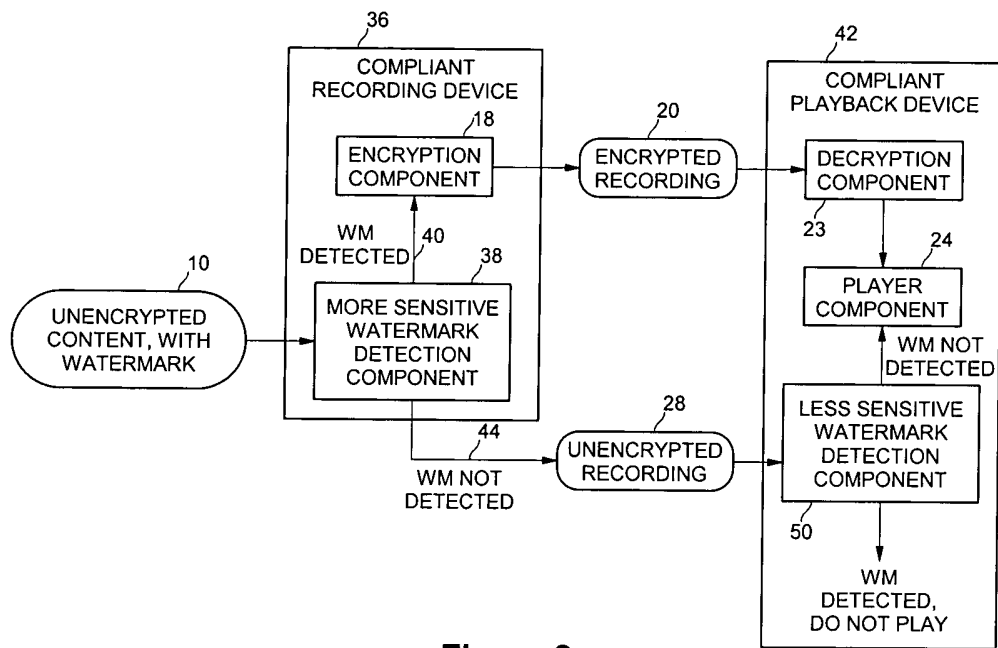 36
COMPLIANT
RECORDING DEVICE
18
ENCRYPTION
COMPONENT
WM
DETECTED
40
38
MORE SENSITIVE
WATERMARK
DETECTION
COMPONENT
10
UNENCRYPTED
CONTENT, WITH
WATERMARK
44
WM NOT
DETECTED
20
ENCRYPTED
RECORDING
28
UNENCRYPTED
RECORDING
42
COMPLIANT
PLAYBACK DEVICE
DECRYPTION
COMPONENT
23
24
PLAYER
COMPONENT
WM NOT
DETECTED
LESS SENSITIVE
WATERMARK
DETECTION
COMPONENT
50
WM
DETECTED,
DO NOT PLAY